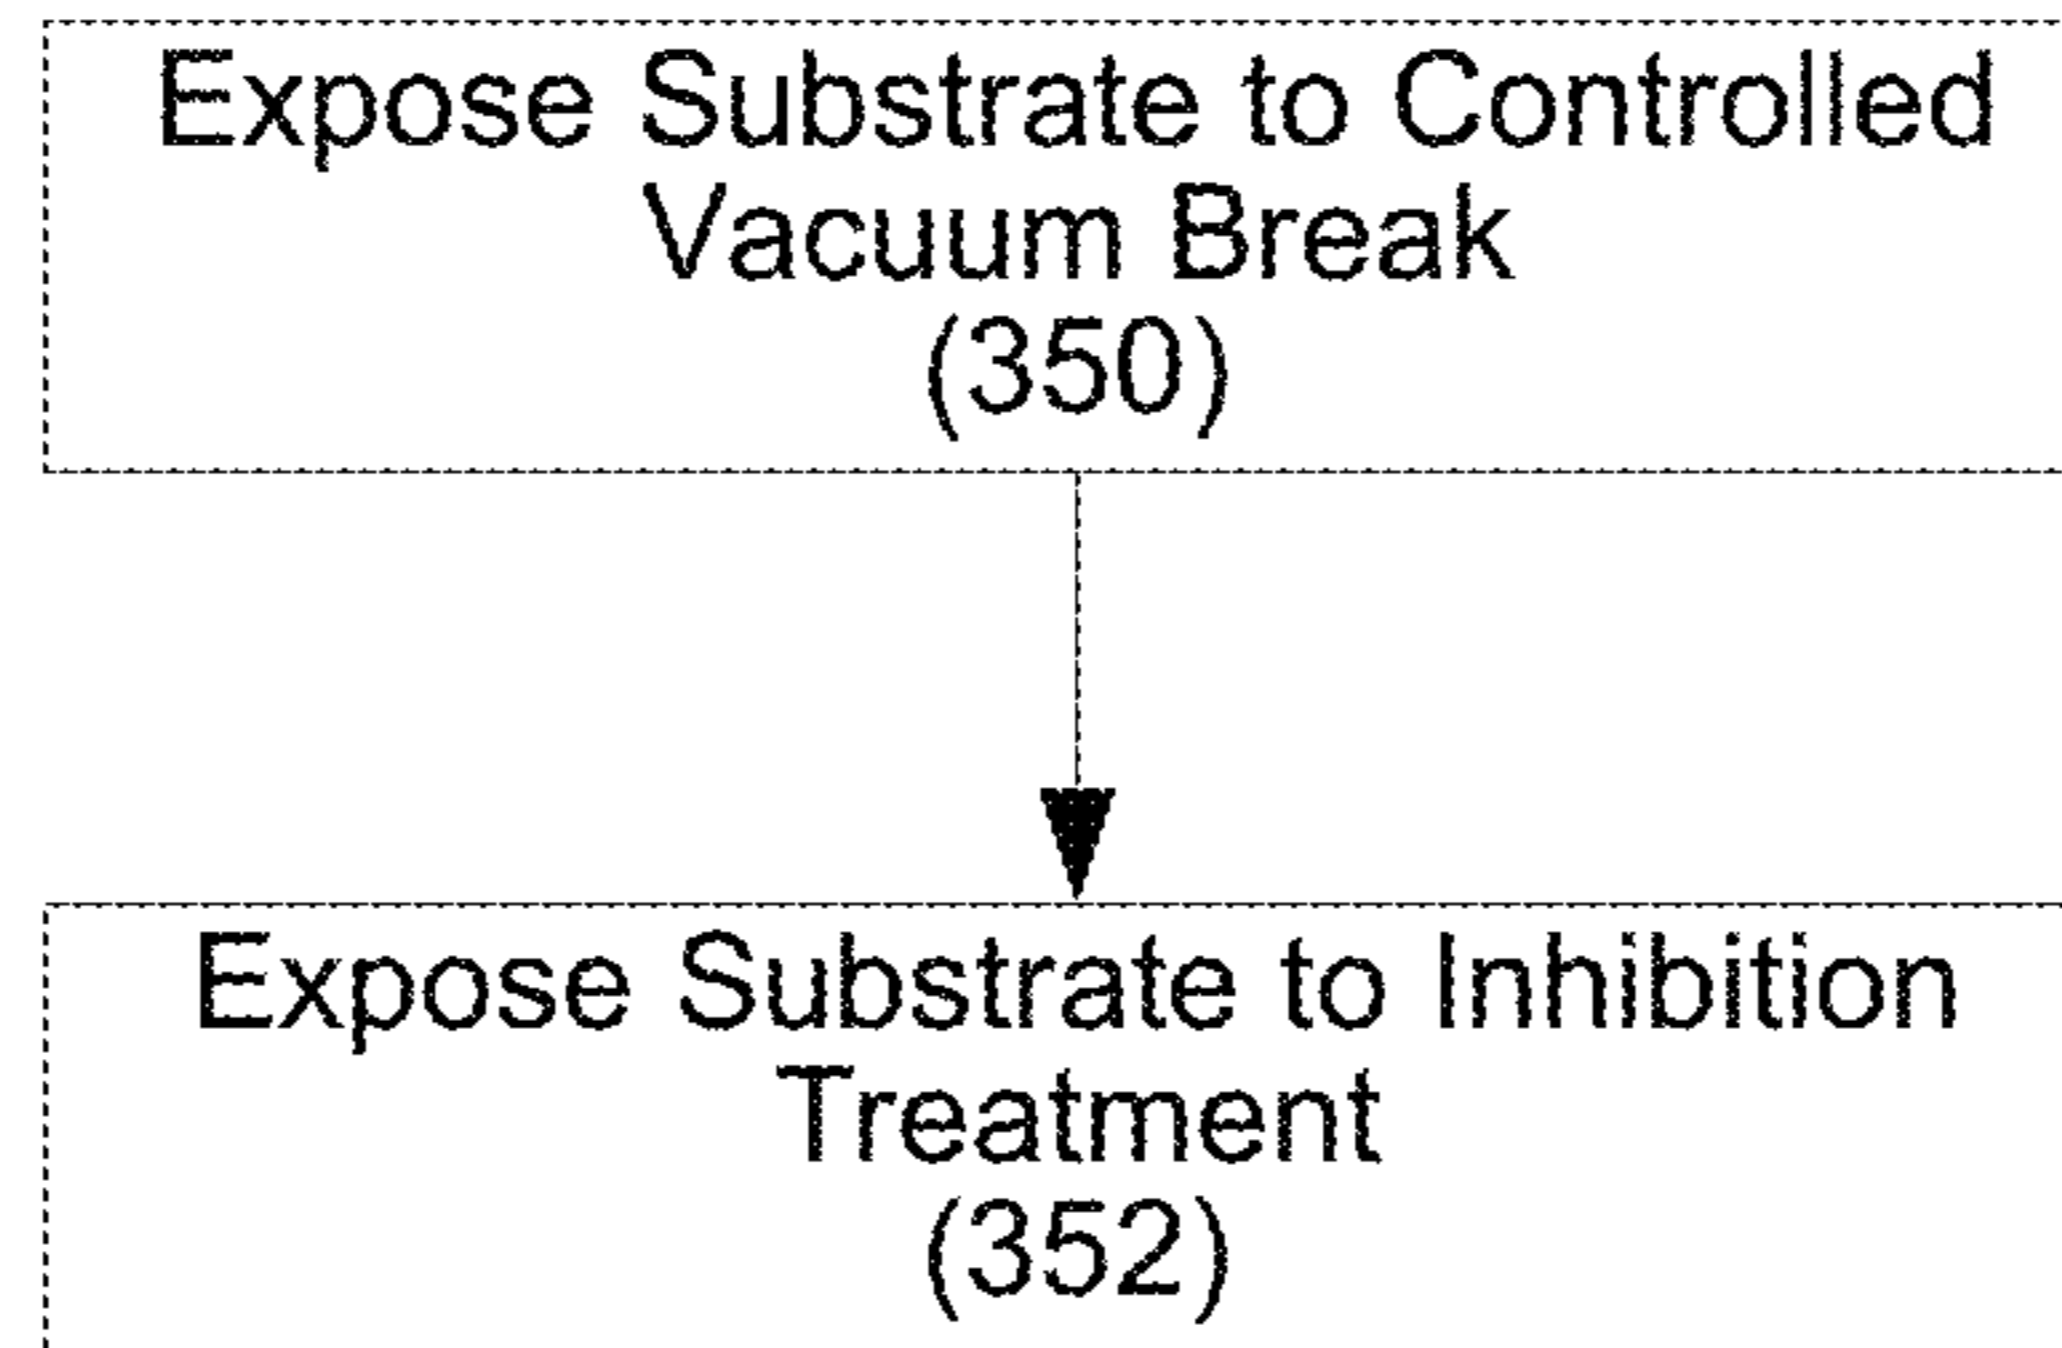 Expose Substrate to Controlled
Vacuum Break
(350)
Expose Substrate to Inhibition
Treatment
(352)